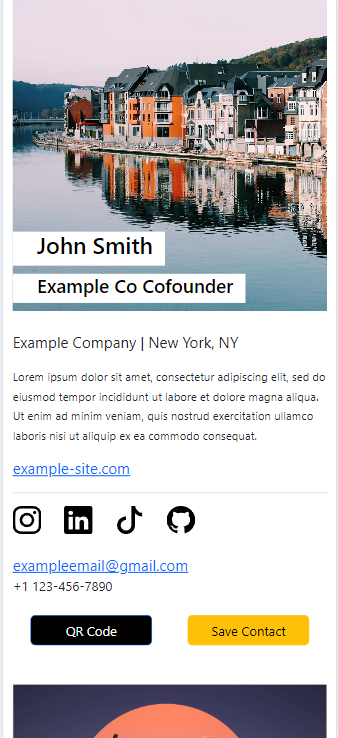 John Smith
Example Co Cofounder
Example Company | New York, NY
Lorem ipsum dolor sit amet, consectetur adipiscing elit, sed do
eiusmod tempor incididunt ut labore et dolore magna aliqua.
Ut enim ad minim veniam, quis nostrud exercitation ullamco
laboris nisi ut aliquip ex ea commodo consequat.
example-site.com
exampleemail@gmail.com
+1 123-456-7890
QR Code
Save Contact